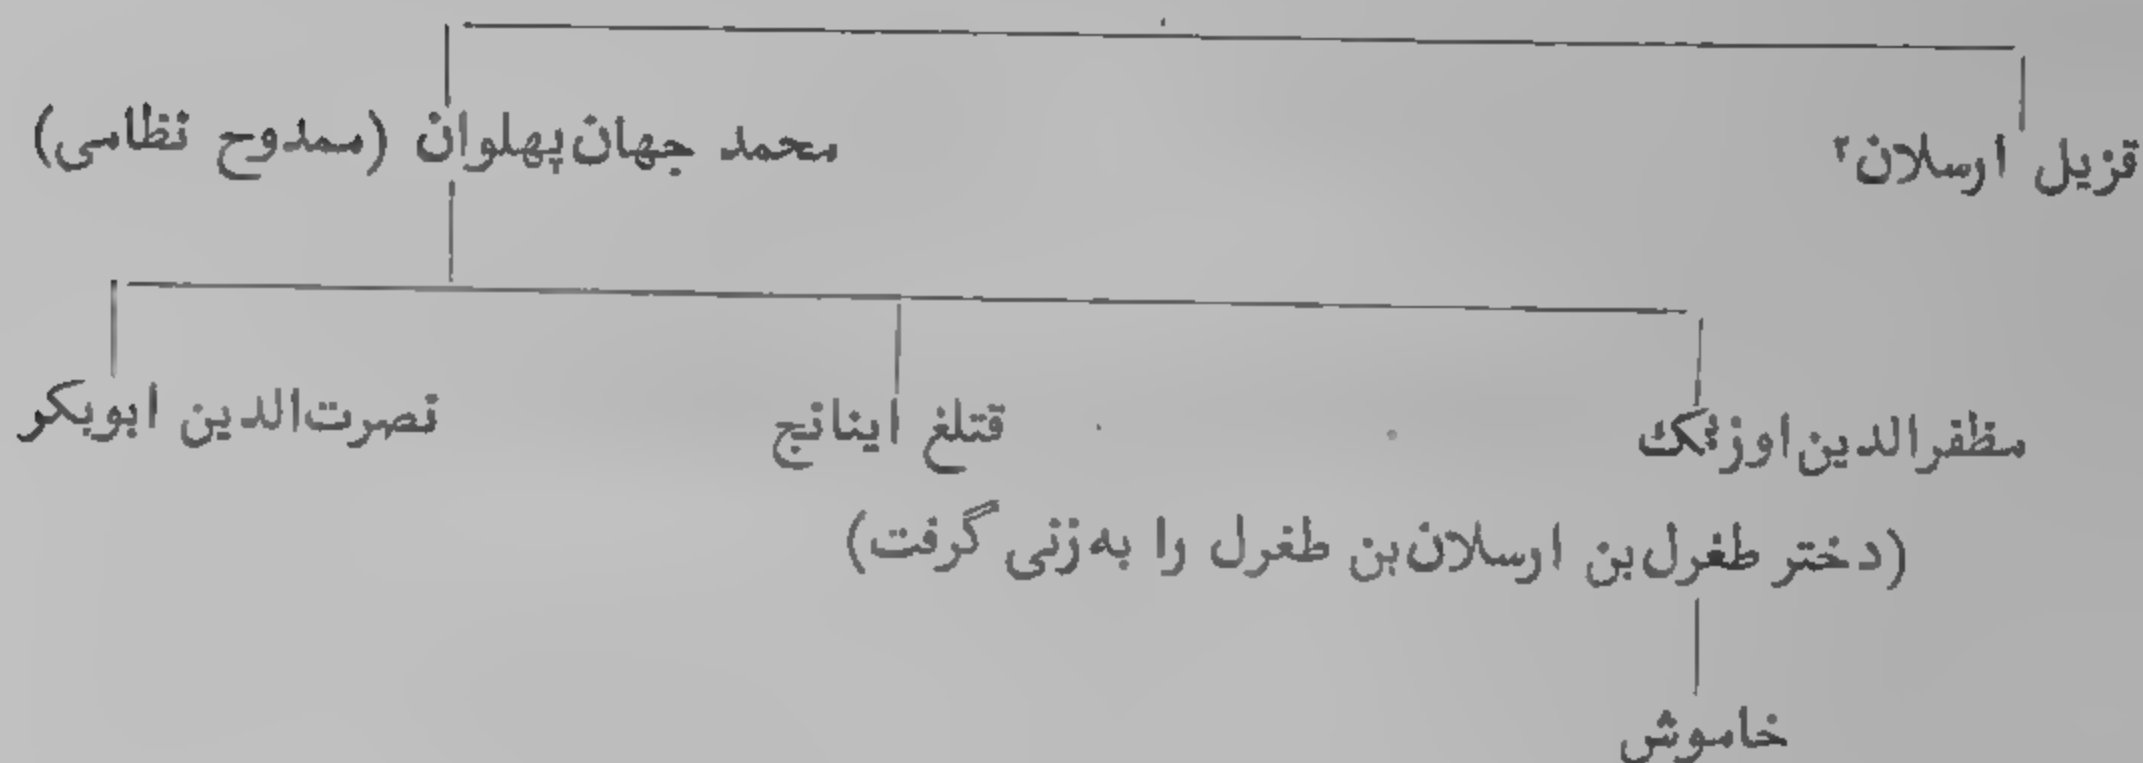 قزیل ارسلان۲ محمد جهان‌پهلوان (ممدوح نظامی)
مظفرالدین اوزبک قتلغ اینانج نصرت‌الدین ابوبکر
(دختر طغرل‌بن ارسلان‌بن طغرل را به زنی گرفت)
خاموش